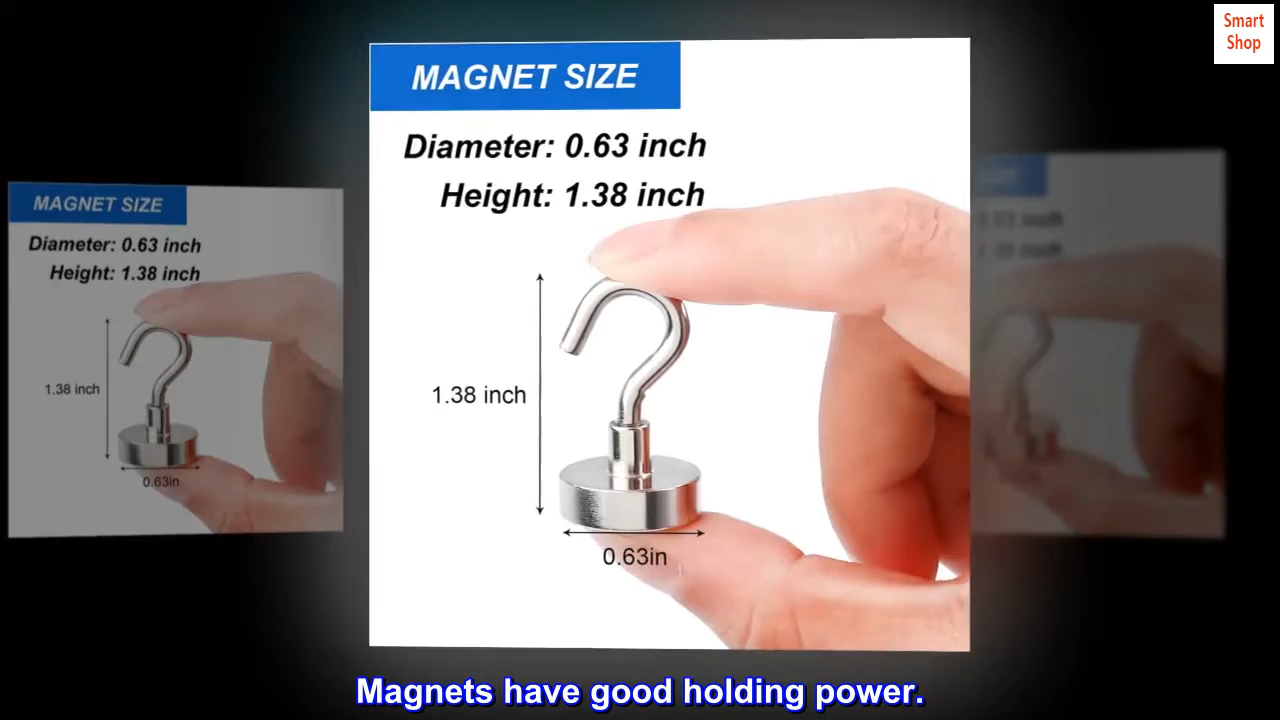 Smart
Shop
MAGNET SIZE
Diameter: 0.63 inch
Height: 1.38 inch
1.38 inch
0.63in
MAGNET SIZE
Diameter: 0.63 inch
Height: 1.38 inch
1.38 inch
0.63in
Magnets have good holding power.